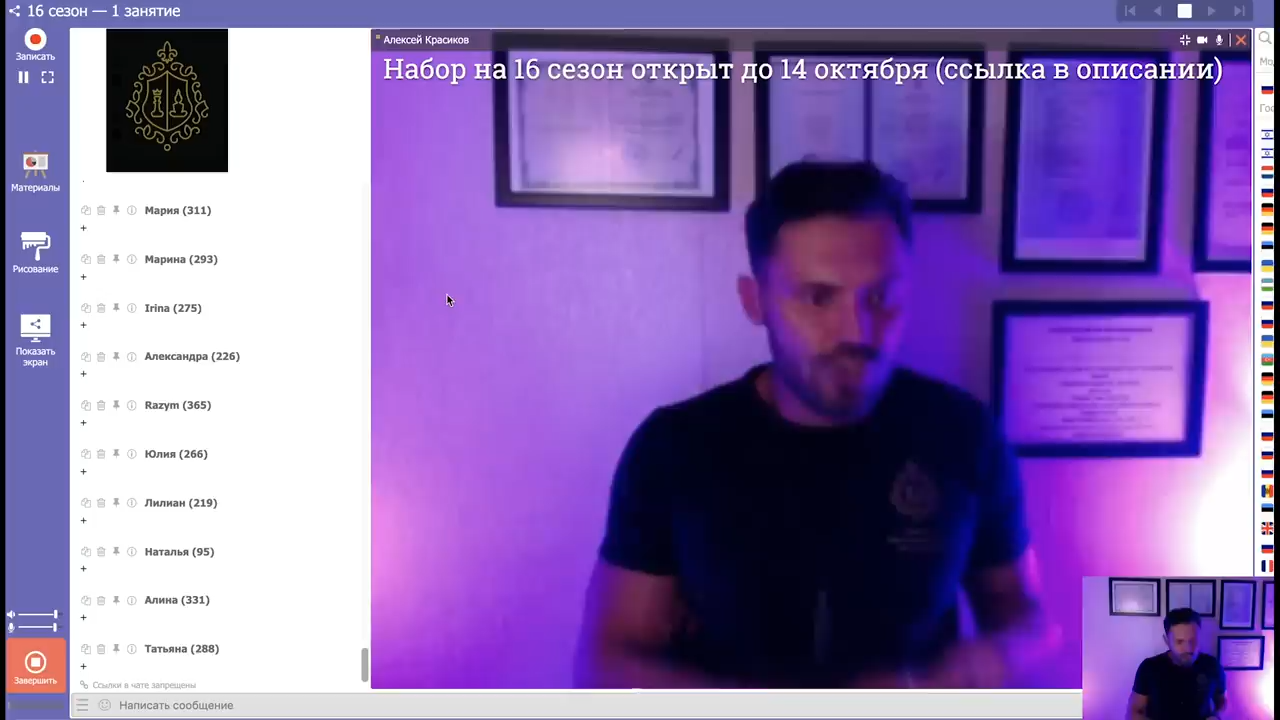 16 сезон — 1 занятие
Записать
Материалы
Рисование
Показать
экран
Завершить
Мария (311)
+
Марина (293)
+
Irina (275)
+
Александра (226)
+
Razym (365)
+
Юлия (266)
+
Лилиан (219)
+
Наталья (95)
+
Алина (331)
+
Татьяна (288)
+
Ссылки в чате запрещены
Написать сообщение
Алексей Красиков
Набор на 16 сезон открыт до 14 октября (ссылка в описании)